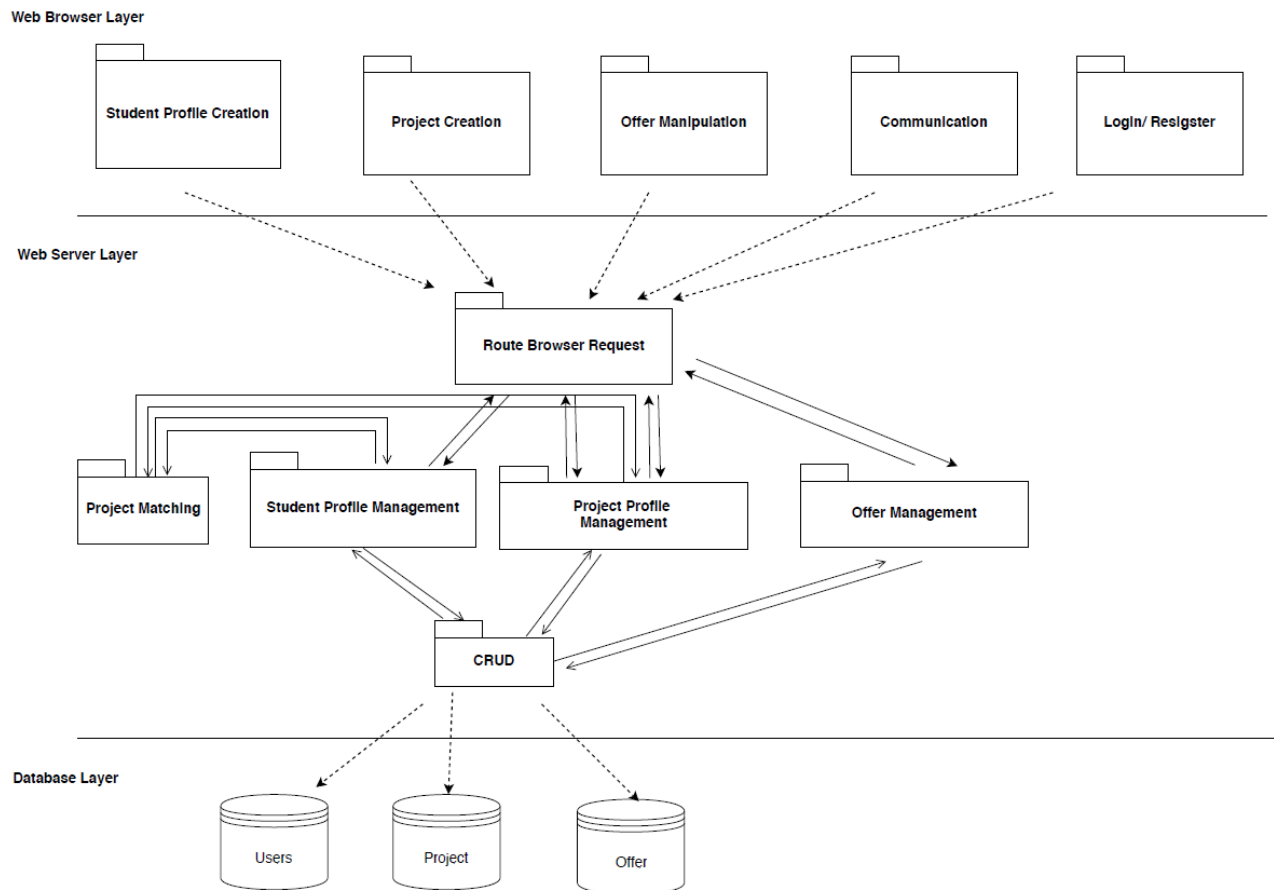 Web Browser Layer
Student Profile Creation
Project Creation
Offer Manipulation
Communication
Login/ Resigster
Web Server Layer
Route Browser Request
Project Matching
Student Profile Management
Project Profile
Management
Offer Management
CRUD
Database Layer
Users
Project
Offer